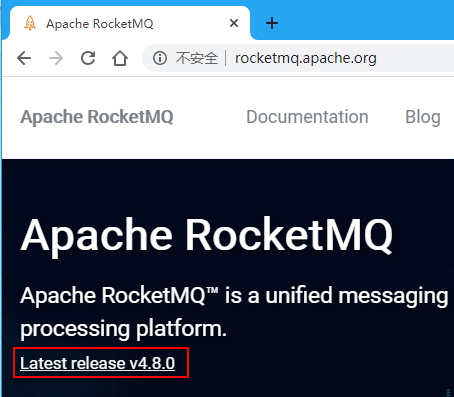 Apache RocketMQ
不安全 rocketmq.apache.org
Apache RocketMQ Documentation Blog
Apache RocketMQ
Apache RocketMQ™ is a unified messaging
processing platform.
Latest release v4.8.0